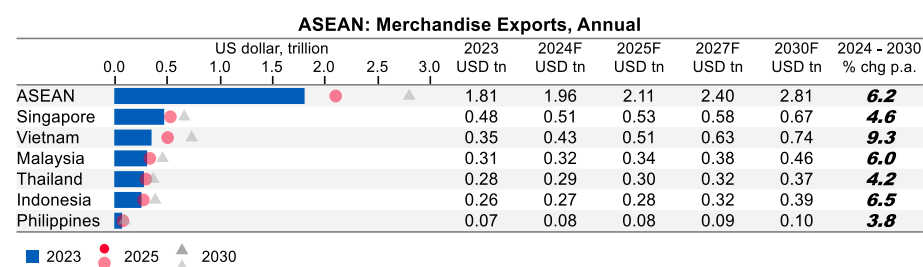 ASEAN: Merchandise Exports, Annual
US dollar, trillion 2023 2024F 2025F 2027F 2030F 2024 - 2030
0.0 0.5 1.0 1.5 2.0 2.5 3.0 USD tn USD tn USD tn USD tn USD tn % chg p.a.
ASEAN 1.81 1.96 2.11 2.40 2.81 6.2
Singapore 0.48 0.51 0.53 0.58 0.67 4.6
Vietnam 0.35 0.43 0.51 0.63 0.74 9.3
Malaysia 0.31 0.32 0.34 0.38 0.46 6.0
Thailand 0.28 0.29 0.30 0.32 0.37 4.2
Indonesia 0.26 0.27 0.28 0.32 0.39 6.5
Philippines 0.07 0.08 0.08 0.09 0.10 3.8
2023 2025 2030